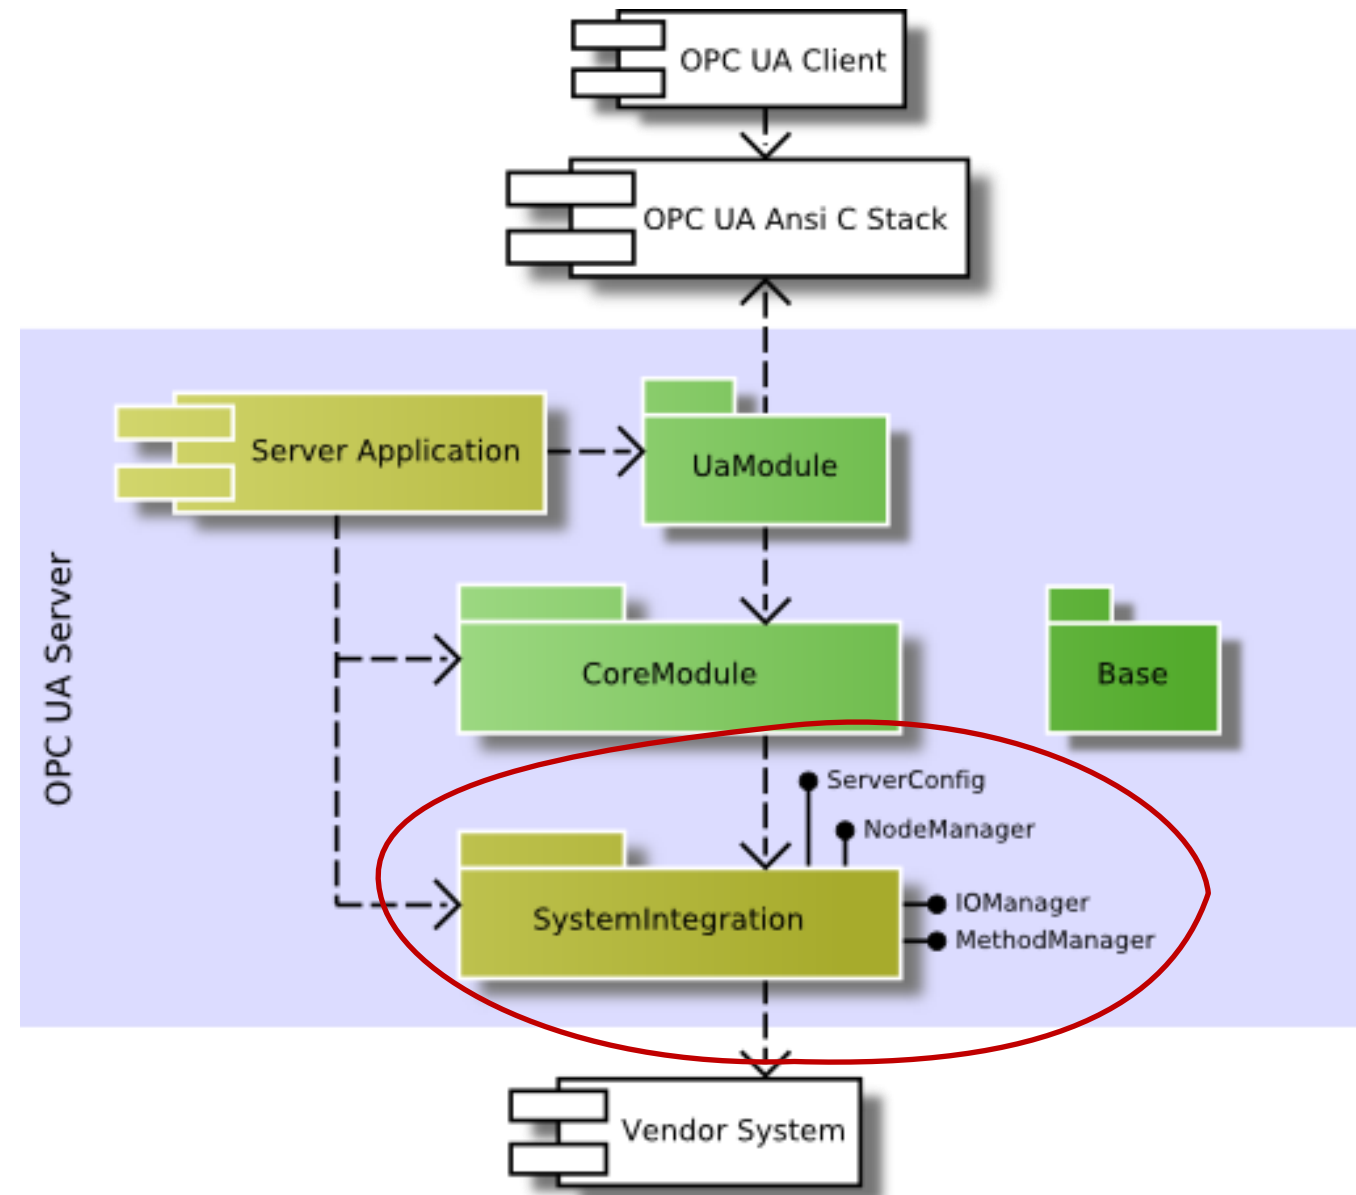 OPC UA Client
OPC UA Ansi C Stack
Server Application
UaModule
OPC UA Server
CoreModule
Base
ServerConfig
NodeManager
SystemIntegration
IOManager
MethodManager
Vendor System